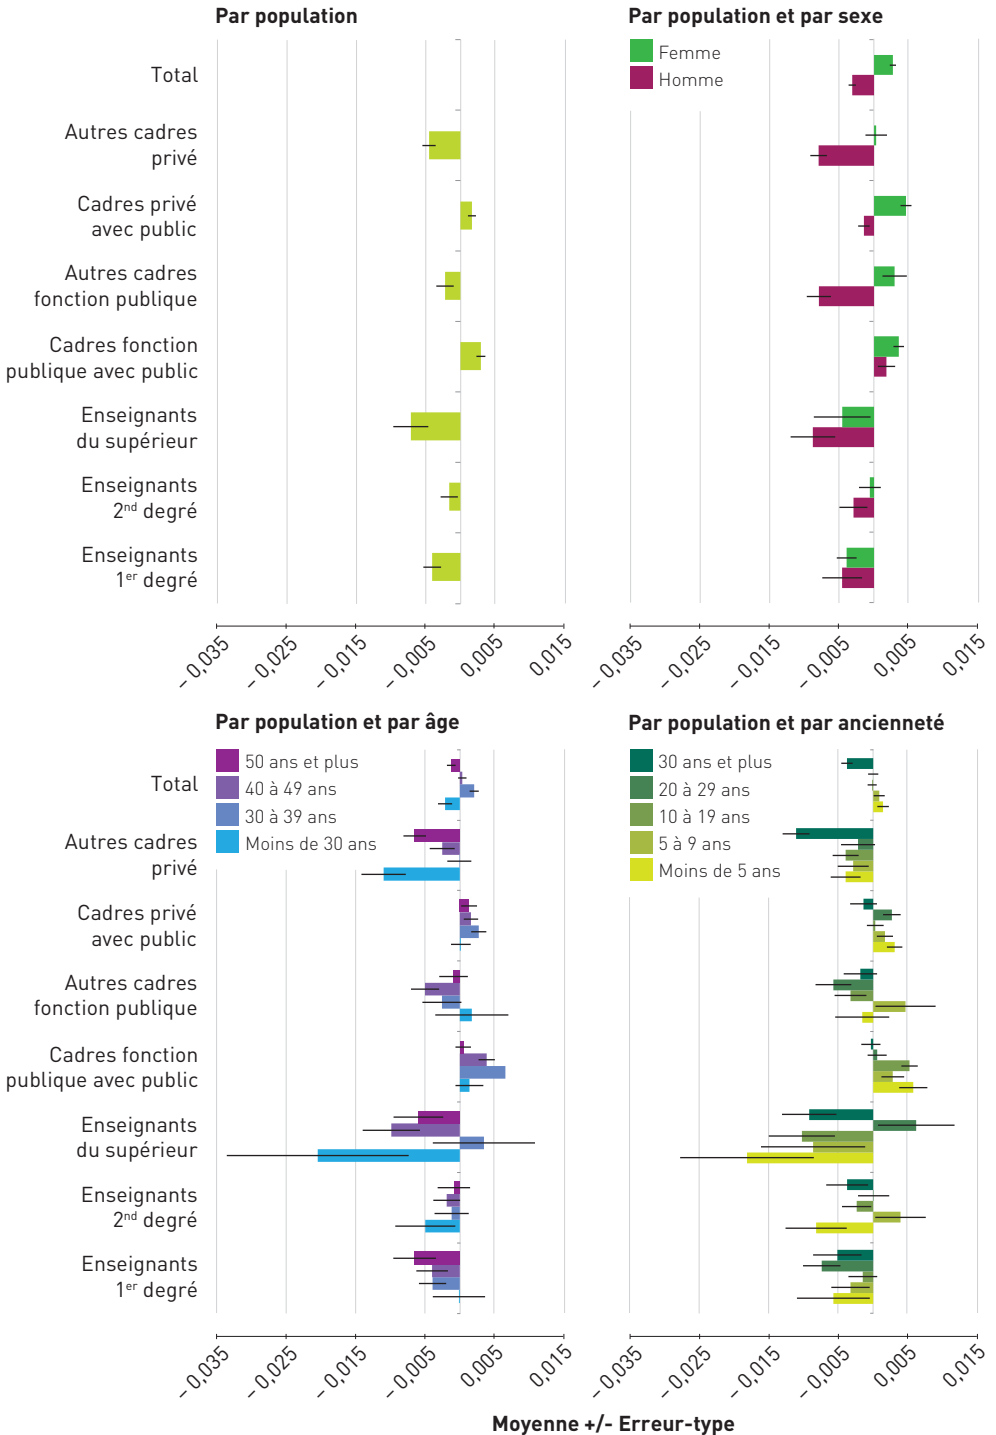 Par population
Total
Autres cadres
privé
Cadres privé
avec public
Autres cadres
fonction publique
Cadres fonction
publique avec public
Enseignants
du supérieur
Enseignants
2nd degré
Enseignants
1er degré
– 0,035
– 0,025
– 0,015
– 0,005
0,005
0,015
Par population et par sexe
Femme
Homme
– 0,035
– 0,025
– 0,015
– 0,005
0,005
0,015
Par population et par âge
50 ans et plus
40 à 49 ans
30 à 39 ans
Moins de 30 ans
Total
Autres cadres
privé
Cadres privé
avec public
Autres cadres
fonction publique
Cadres fonction
publique avec public
Enseignants
du supérieur
Enseignants
2nd degré
Enseignants
1er degré
– 0,035
– 0,025
– 0,015
– 0,005
0,005
0,015
Par population et par ancienneté
30 ans et plus
20 à 29 ans
10 à 19 ans
5 à 9 ans
Moins de 5 ans
– 0,035
– 0,025
– 0,015
– 0,005
0,005
0,015
Moyenne +/- Erreur-type